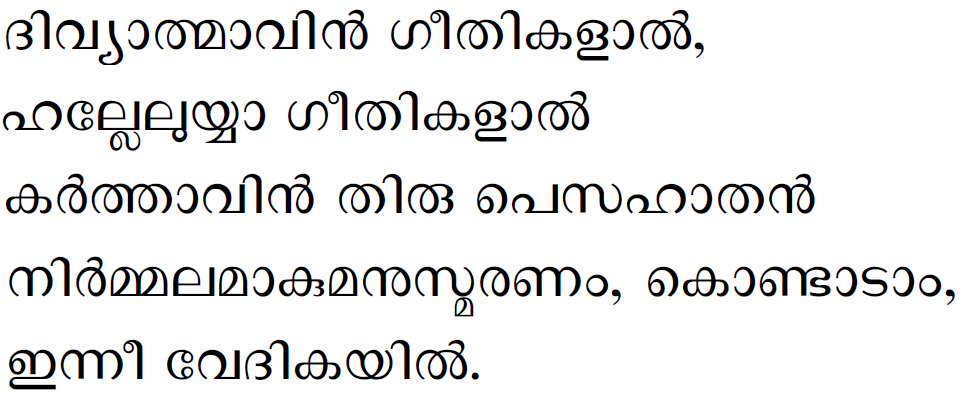 ദിവ്യാത്മാവിൻ ഗീതികളാൽ,
ഹല്ലേലുയ്യാ ഗീതികളാൽ
കർത്താവിൻ തിരു പെസഹാതൻ
നിർമ്മലമാകുമനുസ്മരണം, കൊണ്ടാടാം,
ഇന്നീ വേദികയിൽ.